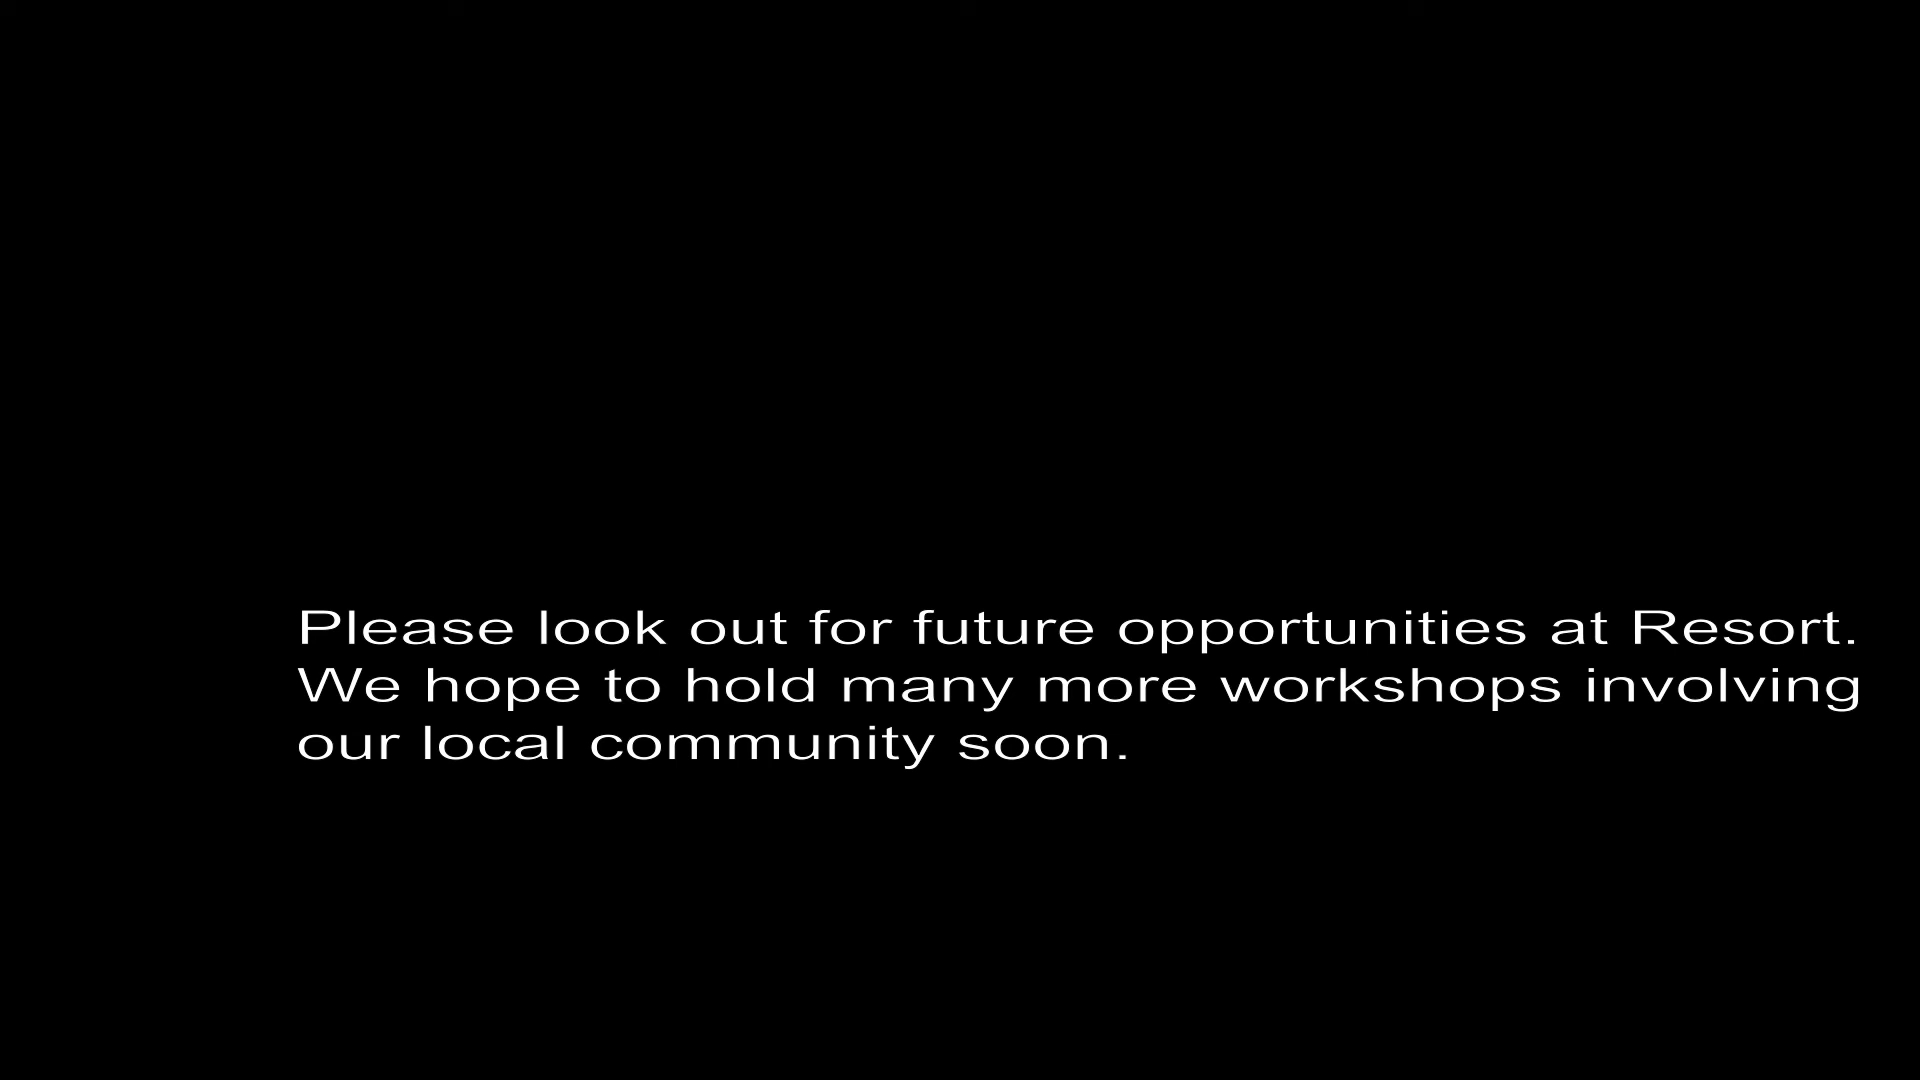 Please look out for future opportunities at Resort.
We hope to hold many more workshops involving
our local community soon.